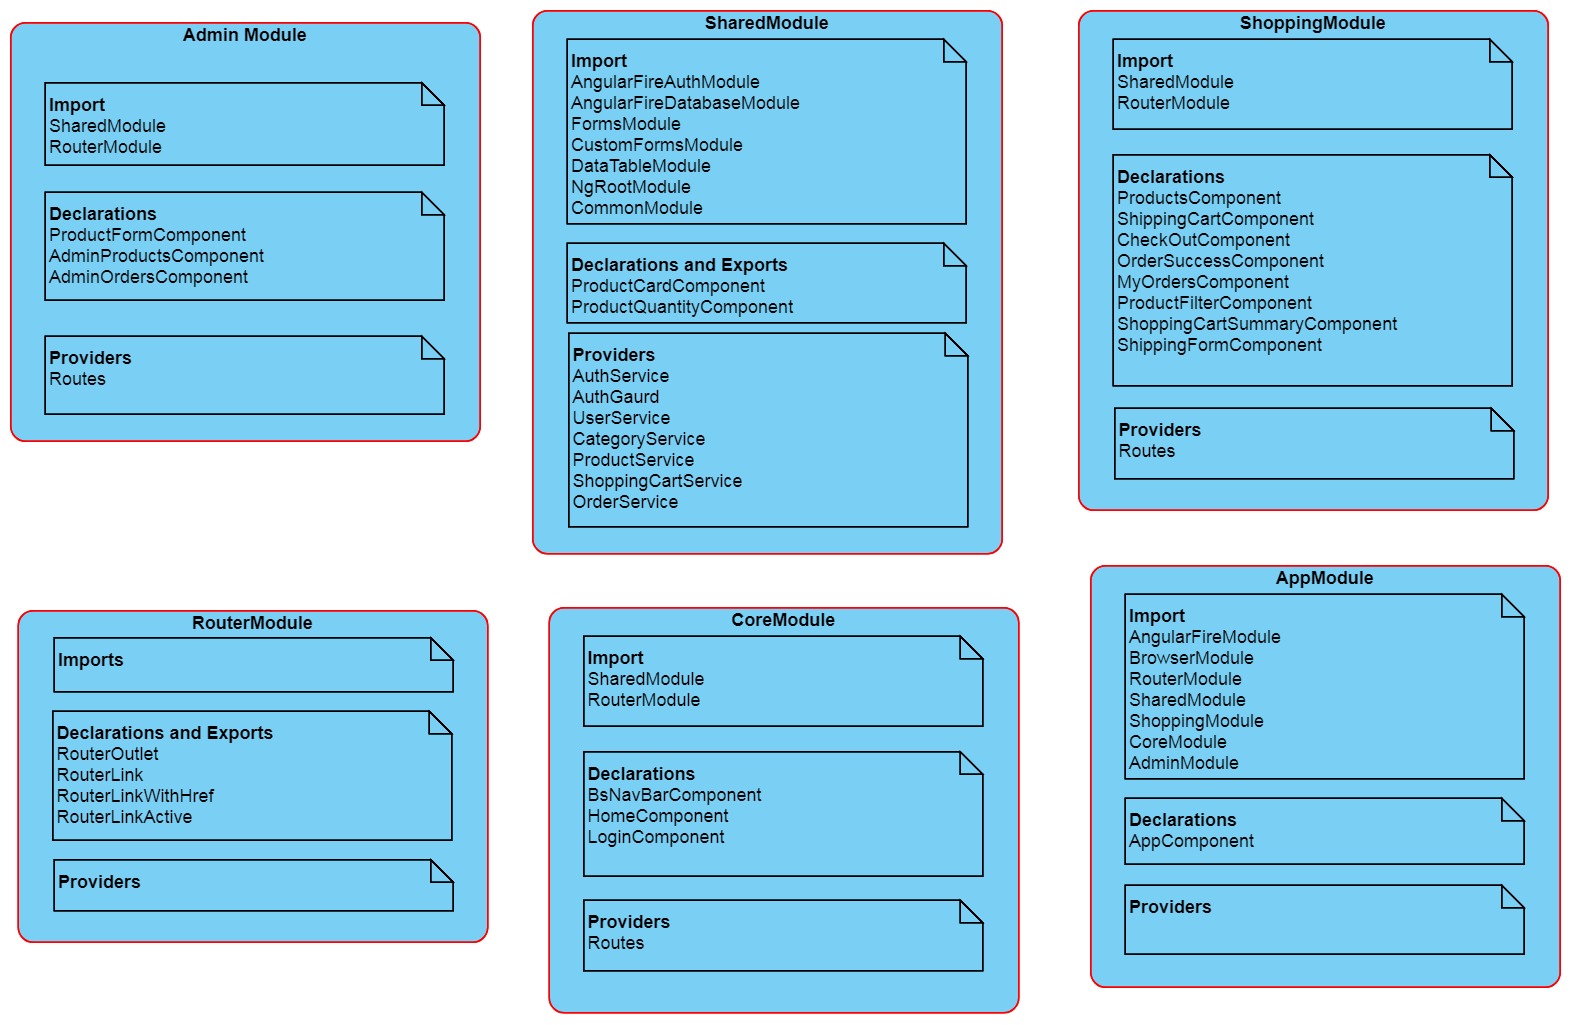 Admin Module
Import
SharedModule
RouterModule
Declarations
ProductFormComponent
AdminProductsComponent
AdminOrdersComponent
Providers
Routes
SharedModule
Import
AngularFireAuthModule
AngularFireDatabaseModule
FormsModule
CustomFormsModule
DataTableModule
NgRootModule
CommonModule
Declarations and Exports
ProductCardComponent
ProductQuantityComponent
Providers
AuthService
AuthGaurd
UserService
CategoryService
ProductService
ShoppingCartService
OrderService
ShoppingModule
Import
SharedModule
RouterModule
Declarations
ProductsComponent
ShippingCartComponent
CheckOutComponent
OrderSuccessComponent
MyOrdersComponent
ProductFilterComponent
ShoppingCartSummaryComponent
ShippingFormComponent
Providers
Routes
RouterModule
Imports
Declarations and Exports
RouterOutlet
RouterLink
RouterLinkWithHref
RouterLinkActive
Providers
CoreModule
Import
SharedModule
RouterModule
Declarations
BsNavBarComponent
HomeComponent
LoginComponent
Providers
Routes
AppModule
Import
AngularFireModule
BrowserModule
RouterModule
SharedModule
ShoppingModule
CoreModule
AdminModule
Declarations
AppComponent
Providers